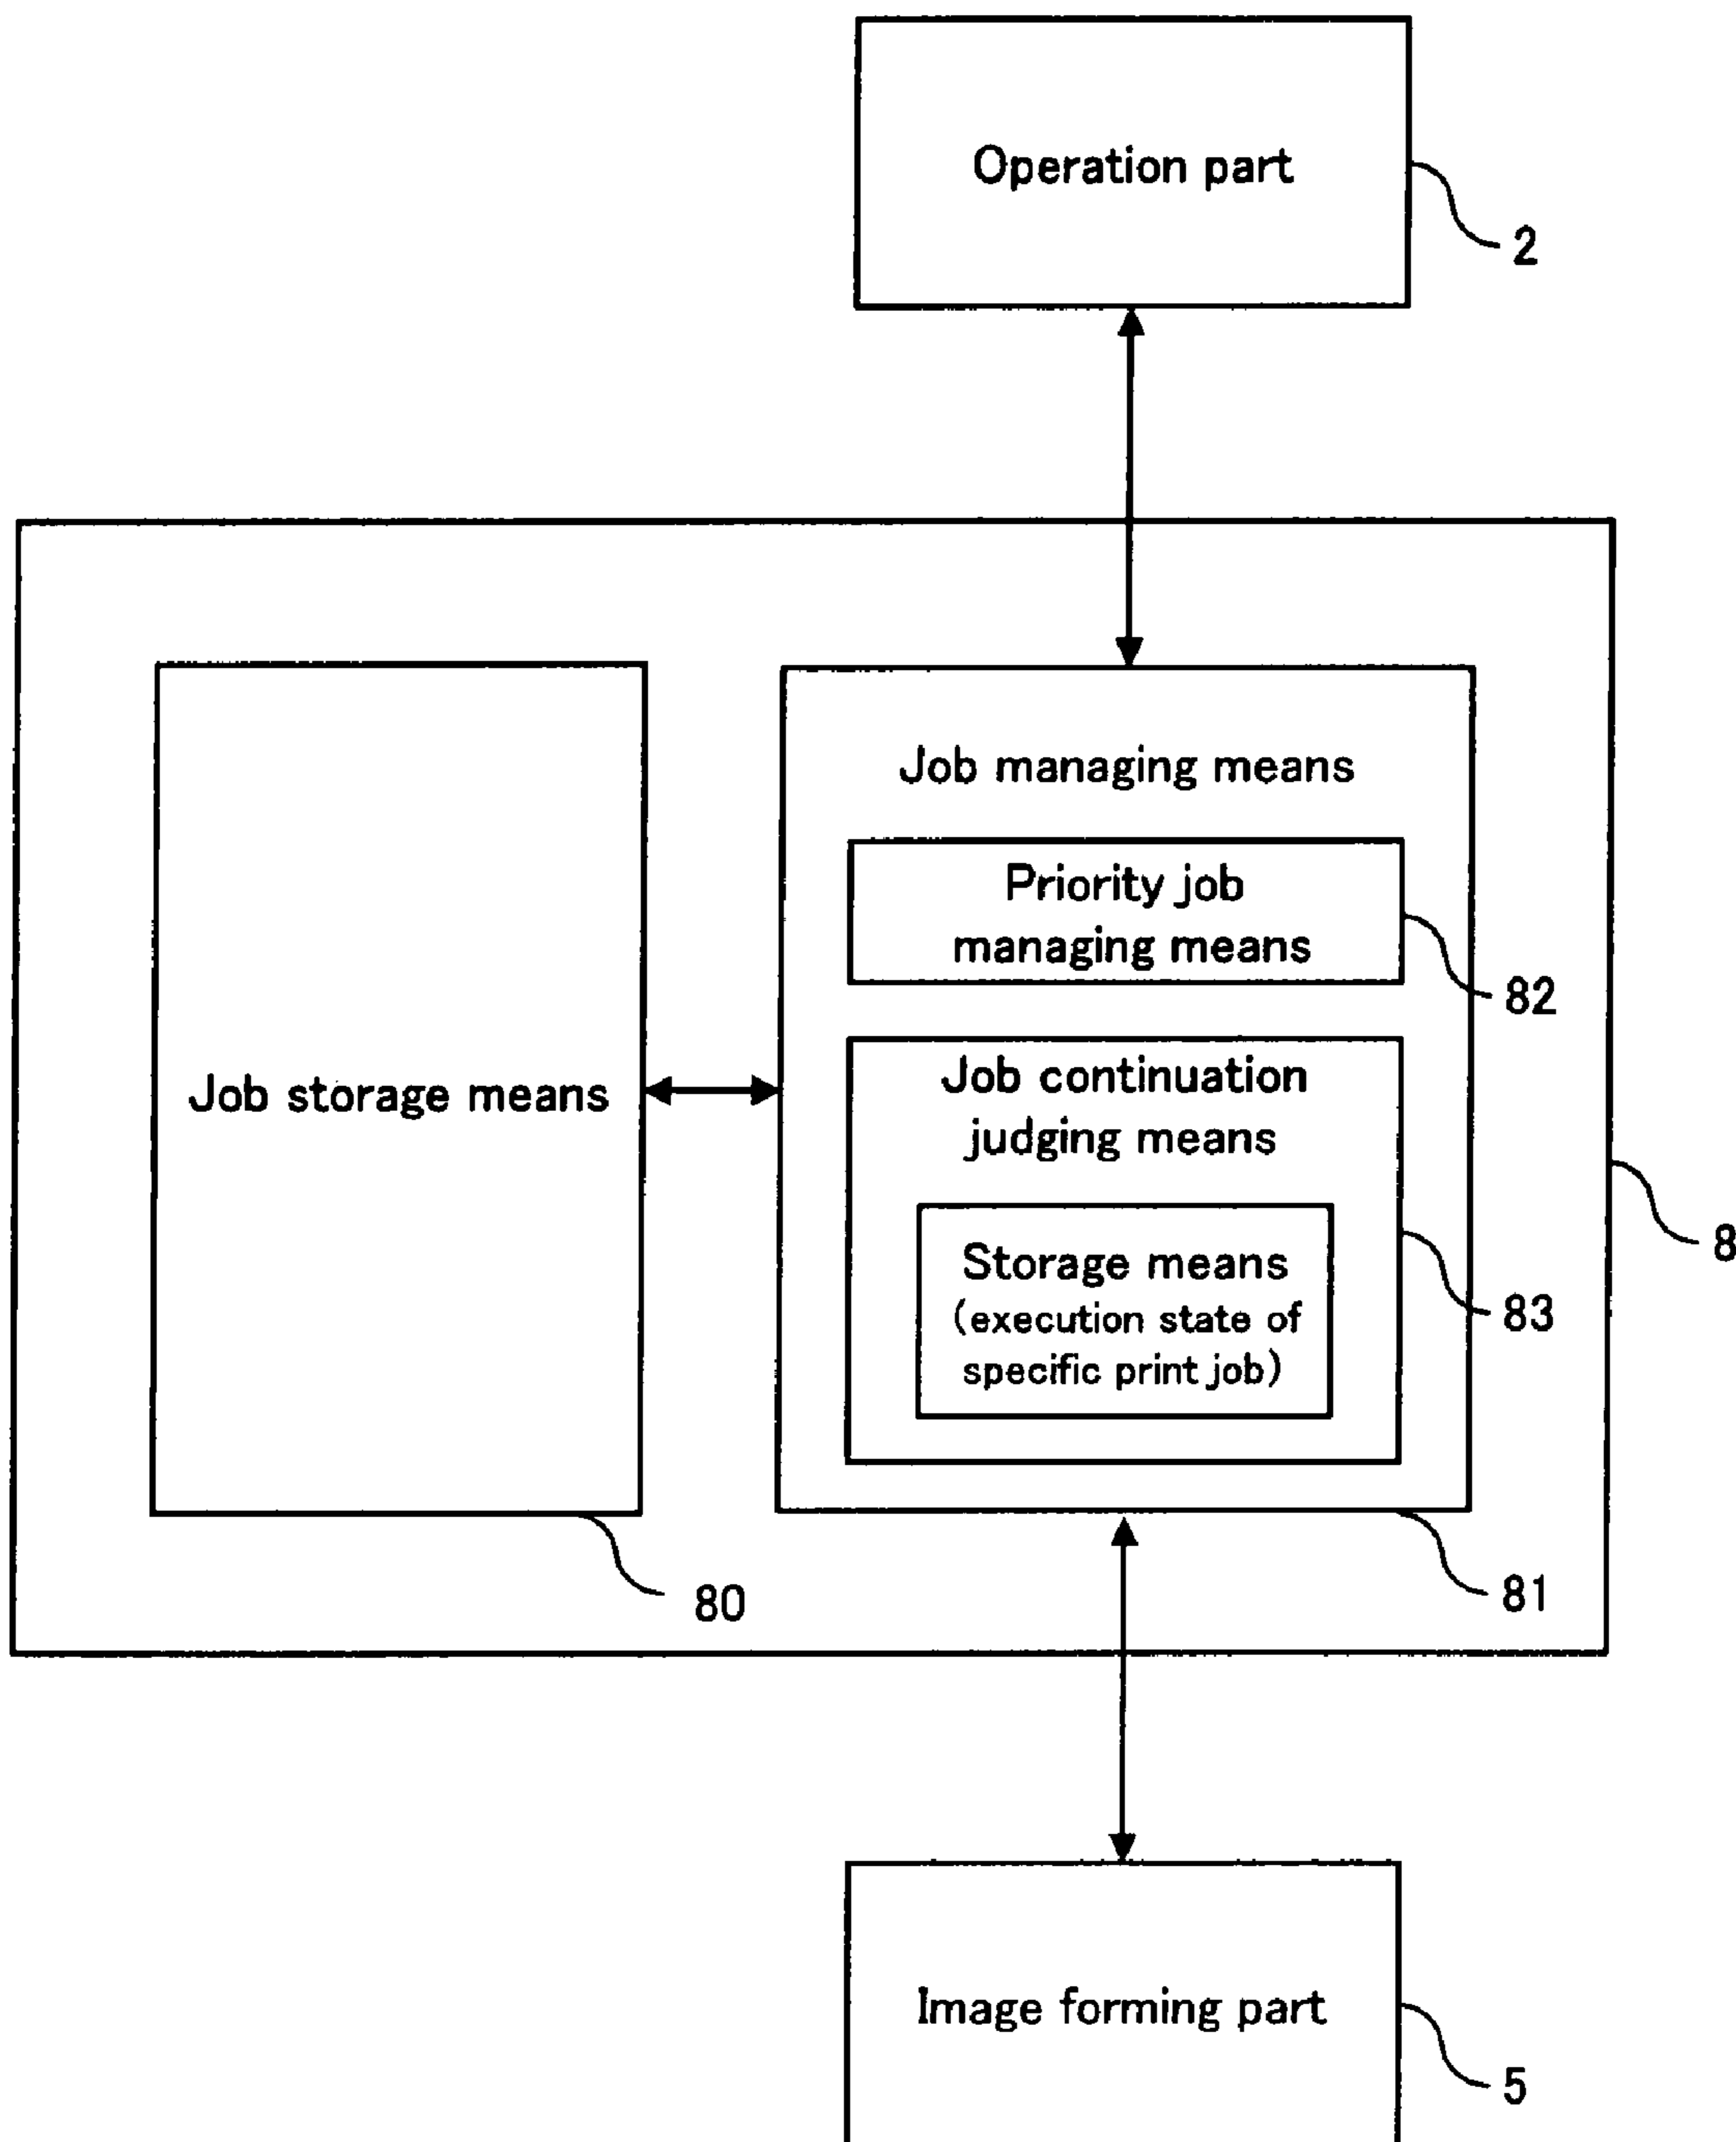 Operation part
2
Job managing means
Priority job
managing means
82
Job storage means
Job continuation
judging means
8
Storage means
(execution state of
specific print job)
83
80
81
Image forming part
5